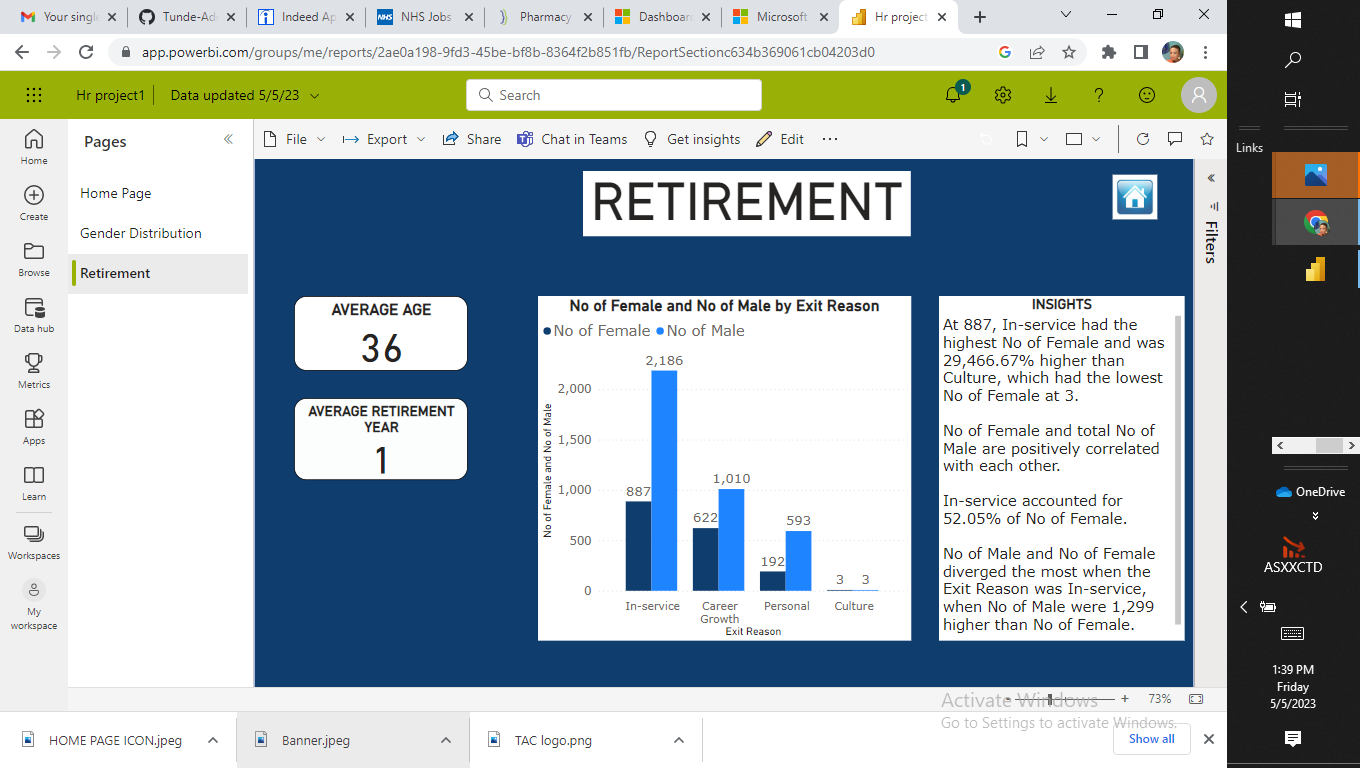 Your single
Tunde-Ad
Indeed Ap
NHS Jobs
Pharmacy
Dashboar
Microsoft
Hr project
app.powerbi.com/groups/me/reports/2ae0a198-9fd3-45be-bf8b-8364f2b851fb/ReportSectionc634b369061cb04203d0
Hr project1
Data updated 5/5/23
Search
1
Pages
File
Export
Share
Chat in Teams
Get insights
Edit
Home
Create
Browse
Data hub
Metrics
Apps
Learn
Workspaces
My
workspace
Home Page
Gender Distribution
Retirement
RETIREMENT
AVERAGE AGE
36
AVERAGE RETIREMENT
YEAR
1
No of Female and No of Male by Exit Reason
No of Female No of Male
No of Female and No of Male
2,000
1,500
1,000
500
0
887
2,186
622
1,010
192
593
3
3
In-service
Career
Growth
Personal
Culture
Exit Reason
INSIGHTS
At 887, In-service had the
highest No of Female and was
29,466.67% higher than
Culture, which had the lowest
No of Female at 3.
No of Female and total No of
Male are positively correlated
with each other.
In-service accounted for
52.05% of No of Female.
No of Male and No of Female
diverged the most when the
Exit Reason was In-service,
when No of Male were 1,299
higher than No of Female.
Filters
73%
Activate Windows
Go to Settings to activate Windows.
HOME PAGE ICON.jpeg
Banner.jpeg
TAC logo.png
Show all
Links
OneDrive
ASXXCTD
1:39 PM
Friday
5/5/2023